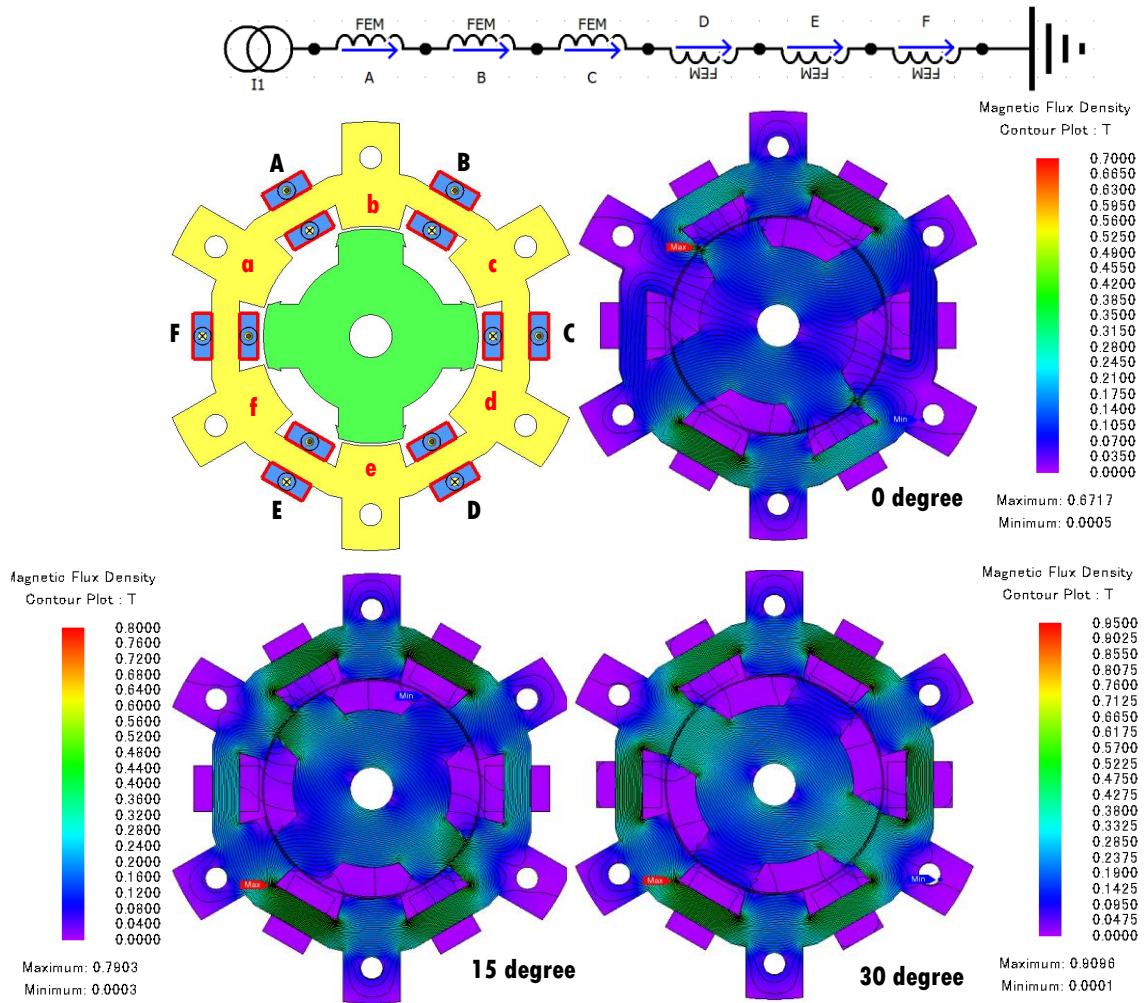 FEM FEM FEM D E F
I1 A B C FEM FEM FEM
Magnetic Flux Density
Contour Plot : T
0.7000
0.6650
0.6300
0.5950
0.5600
0.5250
0.4900
0.4550
0.4200
0.3850
0.3500
0.3150
0.2800
0.2450
0.2100
0.1750
0.1400
0.1050
0.0700
0.0350
0.0000
Maximum: 0.6717
Minimum: 0.0005
A B
b
a c
F C
f d
e
E D
Max
Min
0 degree
Magnetic Flux Density
Contour Plot : T
0.8000
0.7600
0.7200
0.6800
0.6400
0.6000
0.5600
0.5200
0.4800
0.4400
0.4000
0.3600
0.3200
0.2800
0.2400
0.2000
0.1600
0.1200
0.0800
0.0400
0.0000
Maximum: 0.7903
Minimum: 0.0003
Min
Max
15 degree
Magnetic Flux Density
Contour Plot : T
0.9500
0.9025
0.8550
0.8075
0.7600
0.7125
0.6650
0.6175
0.5700
0.5225
0.4750
0.4275
0.3800
0.3325
0.2850
0.2375
0.1900
0.1425
0.0950
0.0475
0.0000
Maximum: 0.9096
Minimum: 0.0001
Max
Min
30 degree